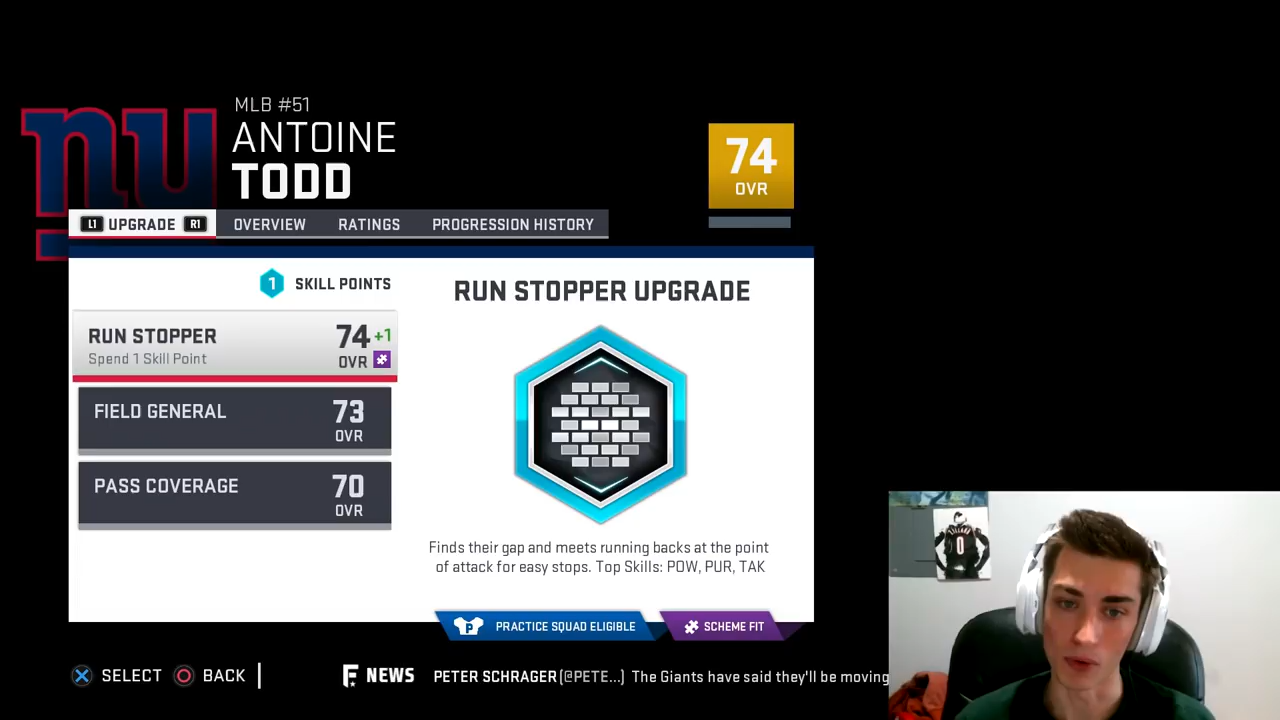 ny
MLB #51
ANTOINE
TODD
74
OVR
L1 UPGRADE R1 OVERVIEW RATINGS PROGRESSION HISTORY
1 SKILL POINTS
RUN STOPPER 74 +1
Spend 1 Skill Point OVR
FIELD GENERAL 73
OVR
PASS COVERAGE 70
OVR
RUN STOPPER UPGRADE
Finds their gap and meets running backs at the point
of attack for easy stops. Top Skills: POW, PUR, TAK
P PRACTICE SQUAD ELIGIBLE SCHEME FIT
SELECT BACK F NEWS PETER SCHRAGER (@PETE...) The Giants have said they'll be moving
0